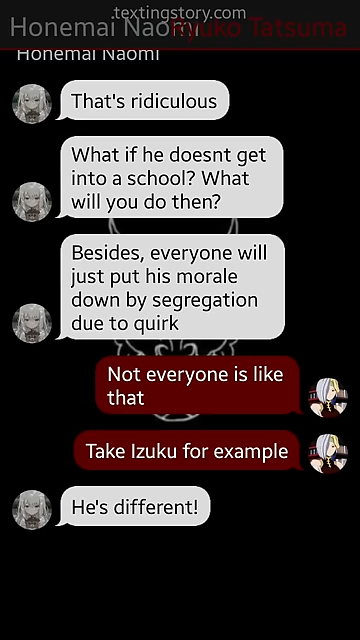 textingstory.com
Honemai Naomi
Ryuko Tatsuma
Honemai Naomi
That's ridiculous
What if he doesnt get
into a school? What
will you do then?
Besides, everyone will
just put his morale
down by segregation
due to quirk
Not everyone is like
that
Take Izuku for example
He's different!